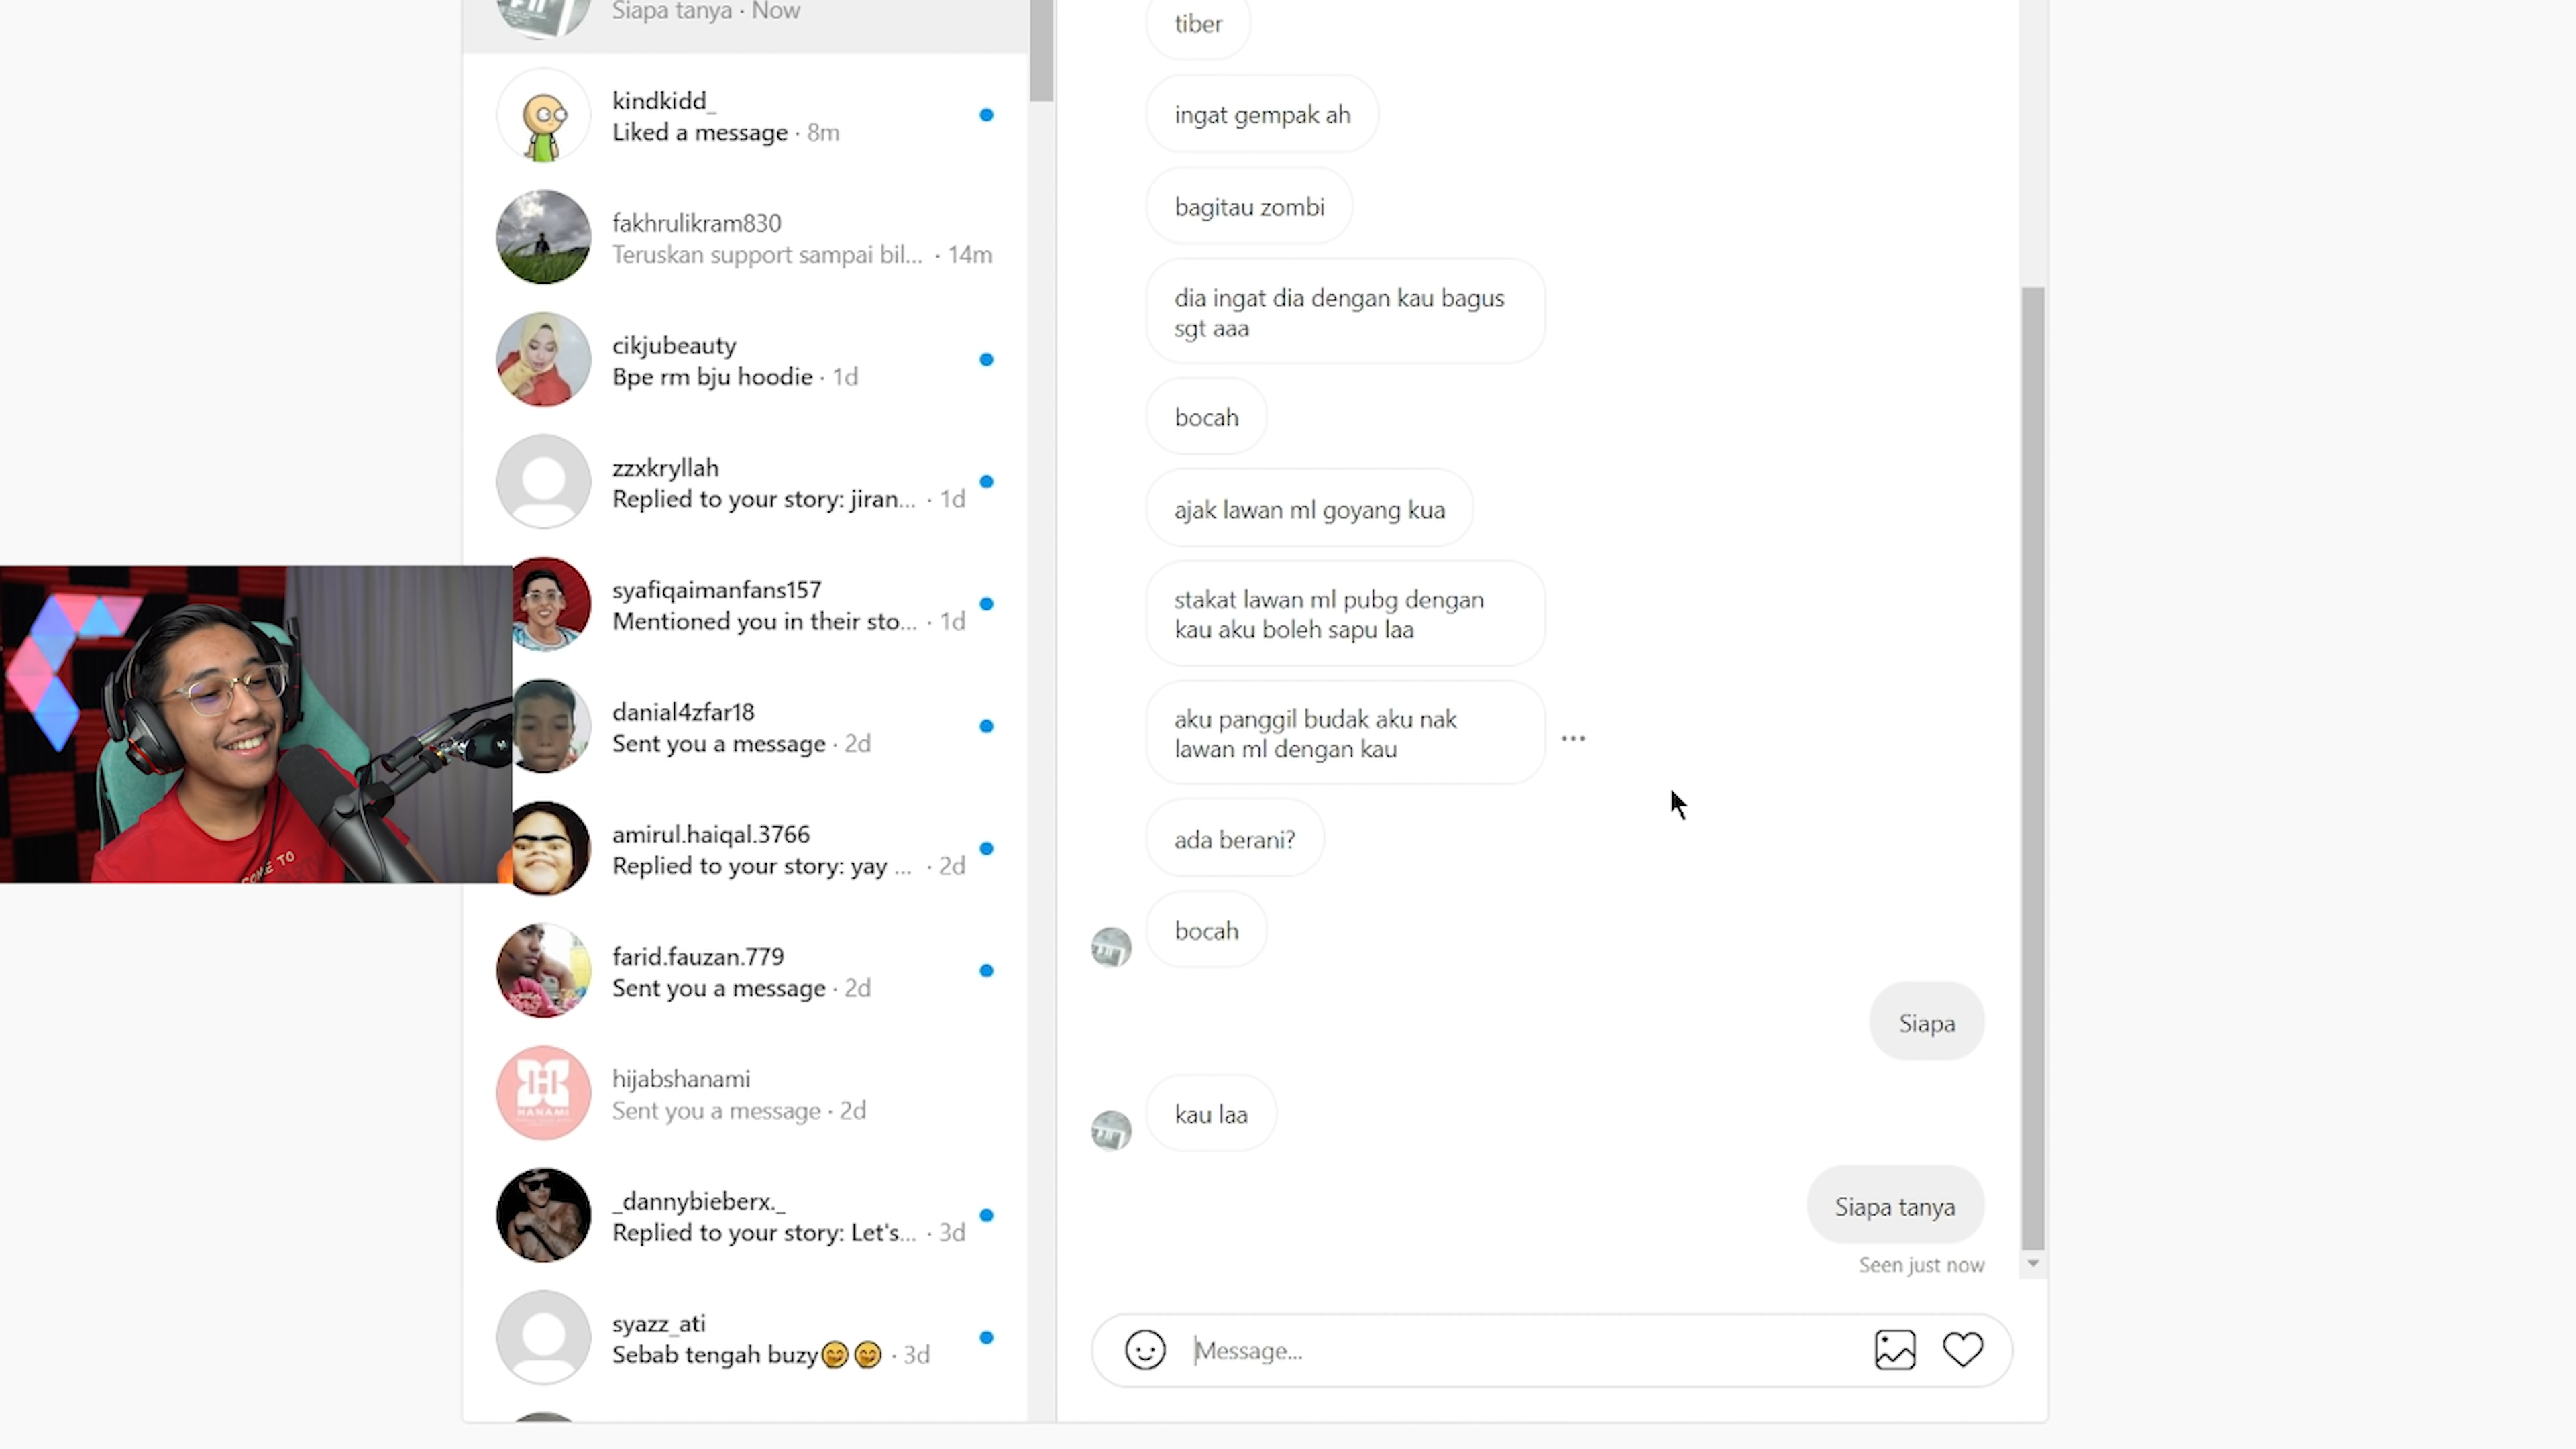 Siapa tanya · Now
kindkidd_
Liked a message · 8m
fakhrulikram830
Teruskan support sampai bil... · 14m
cikjubeauty
Bpe rm bju hoodie · 1d
zzxkryllah
Replied to your story: jiran... · 1d
syafiqaimanfans157
Mentioned you in their sto... · 1d
danial4zfar18
Sent you a message · 2d
amirul.haiqal.3766
Replied to your story: yay ... · 2d
farid.fauzan.779
Sent you a message · 2d
HANAMI
hijabshanami
Sent you a message · 2d
_dannybieberx._
Replied to your story: Let's... · 3d
syazz_ati
Sebab tengah buzy😋😋 · 3d
tiber
ingat gempak ah
bagitau zombi
dia ingat dia dengan kau bagus
sgt aaa
bocah
ajak lawan ml goyang kua
stakat lawan ml pubg dengan
kau aku boleh sapu laa
aku panggil budak aku nak
lawan ml dengan kau
ada berani?
bocah
Siapa
kau laa
Siapa tanya
Seen just now
Message...